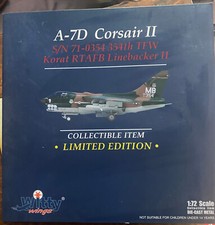 A-7D Corsair II
S/N 71-0354 354th TFW
Korat RTAFB Linebacker II
MB
COLLECTIBLE ITEM
• LIMITED EDITION •
Witty
wings
1:72 Scale
DIE-CAST METAL
NOT SUITABLE FOR CHILDREN UNDER 14 YEARS